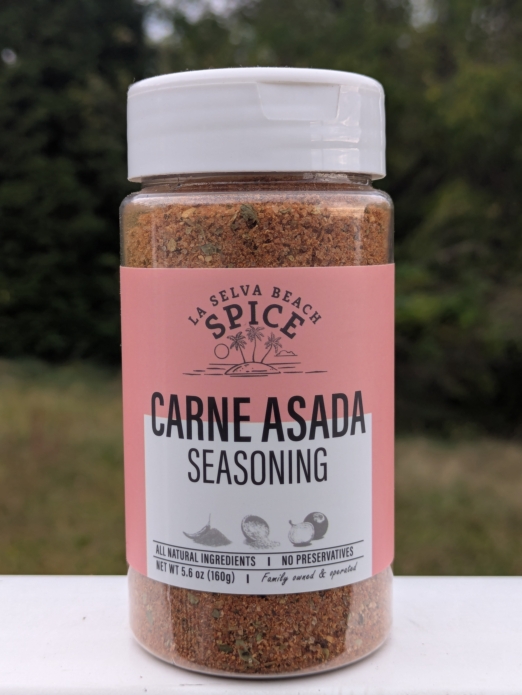 LA SELVA BEACH
SPICE
CARNE ASADA
SEASONING
ALL NATURAL INGREDIENTS | NO PRESERVATIVES
NET WT 5.6 oz (160g) | Family owned & operated